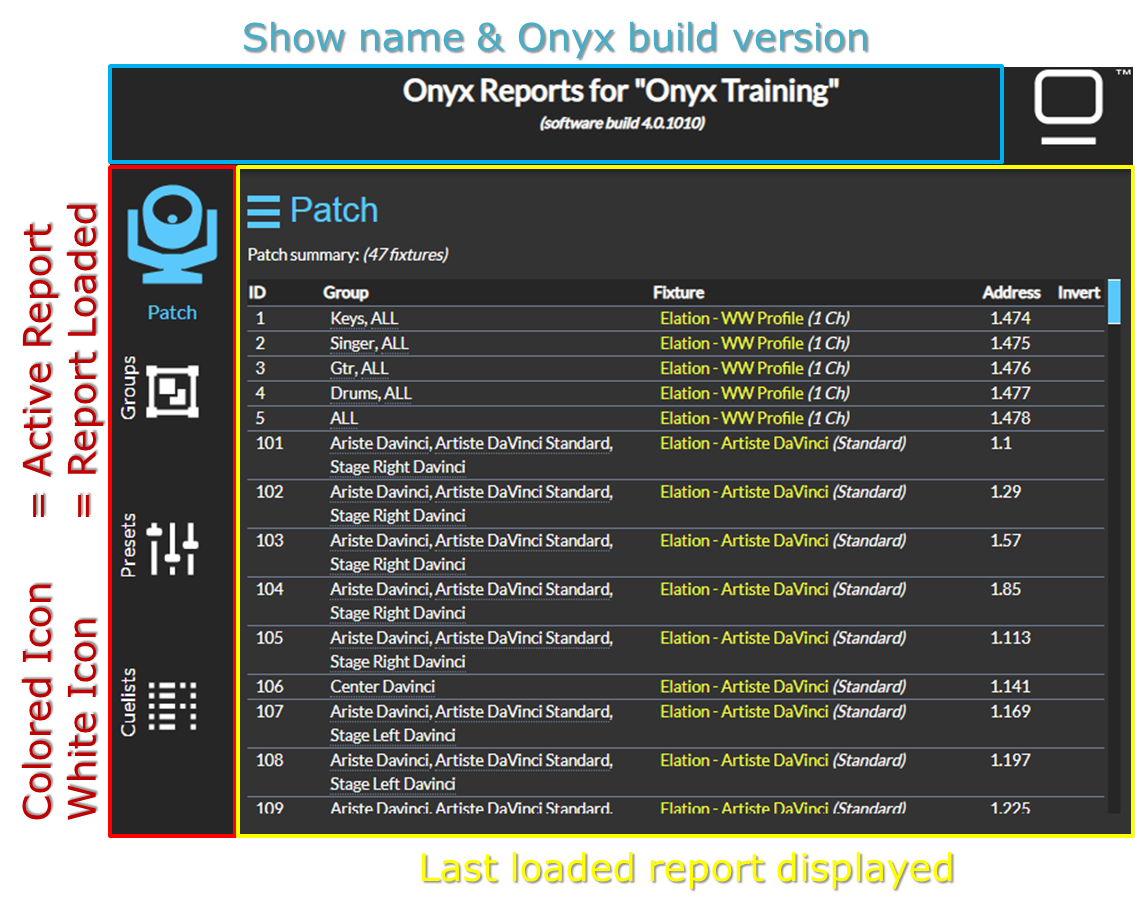 Show name & Onyx build version
Onyx Reports for "Onyx Training"
(software build 4.0.1010)
TM
Colored Icon = Active Report
White Icon = Report Loaded
Patch
Groups
Presets
Cuelists
Patch
Patch summary: (47 fixtures)
ID Group Fixture Address Invert
1 Keys, ALL Elation - WW Profile (1 Ch) 1.474
2 Singer, ALL Elation - WW Profile (1 Ch) 1.475
3 Gtr, ALL Elation - WW Profile (1 Ch) 1.476
4 Drums, ALL Elation - WW Profile (1 Ch) 1.477
5 ALL Elation - WW Profile (1 Ch) 1.478
101 Ariste Davinci, Artiste DaVinci Standard, Elation - Artiste DaVinci (Standard) 1.1
Stage Right Davinci
102 Ariste Davinci, Artiste DaVinci Standard, Elation - Artiste DaVinci (Standard) 1.29
Stage Right Davinci
103 Ariste Davinci, Artiste DaVinci Standard, Elation - Artiste DaVinci (Standard) 1.57
Stage Right Davinci
104 Ariste Davinci, Artiste DaVinci Standard, Elation - Artiste DaVinci (Standard) 1.85
Stage Right Davinci
105 Ariste Davinci, Artiste DaVinci Standard, Elation - Artiste DaVinci (Standard) 1.113
Stage Right Davinci
106 Center Davinci Elation - Artiste DaVinci (Standard) 1.141
107 Ariste Davinci, Artiste DaVinci Standard, Elation - Artiste DaVinci (Standard) 1.169
Stage Left Davinci
108 Ariste Davinci, Artiste DaVinci Standard, Elation - Artiste DaVinci (Standard) 1.197
Stage Left Davinci
109 Ariste Davinci, Artiste DaVinci Standard, Elation - Artiste DaVinci (Standard) 1.225
Last loaded report displayed